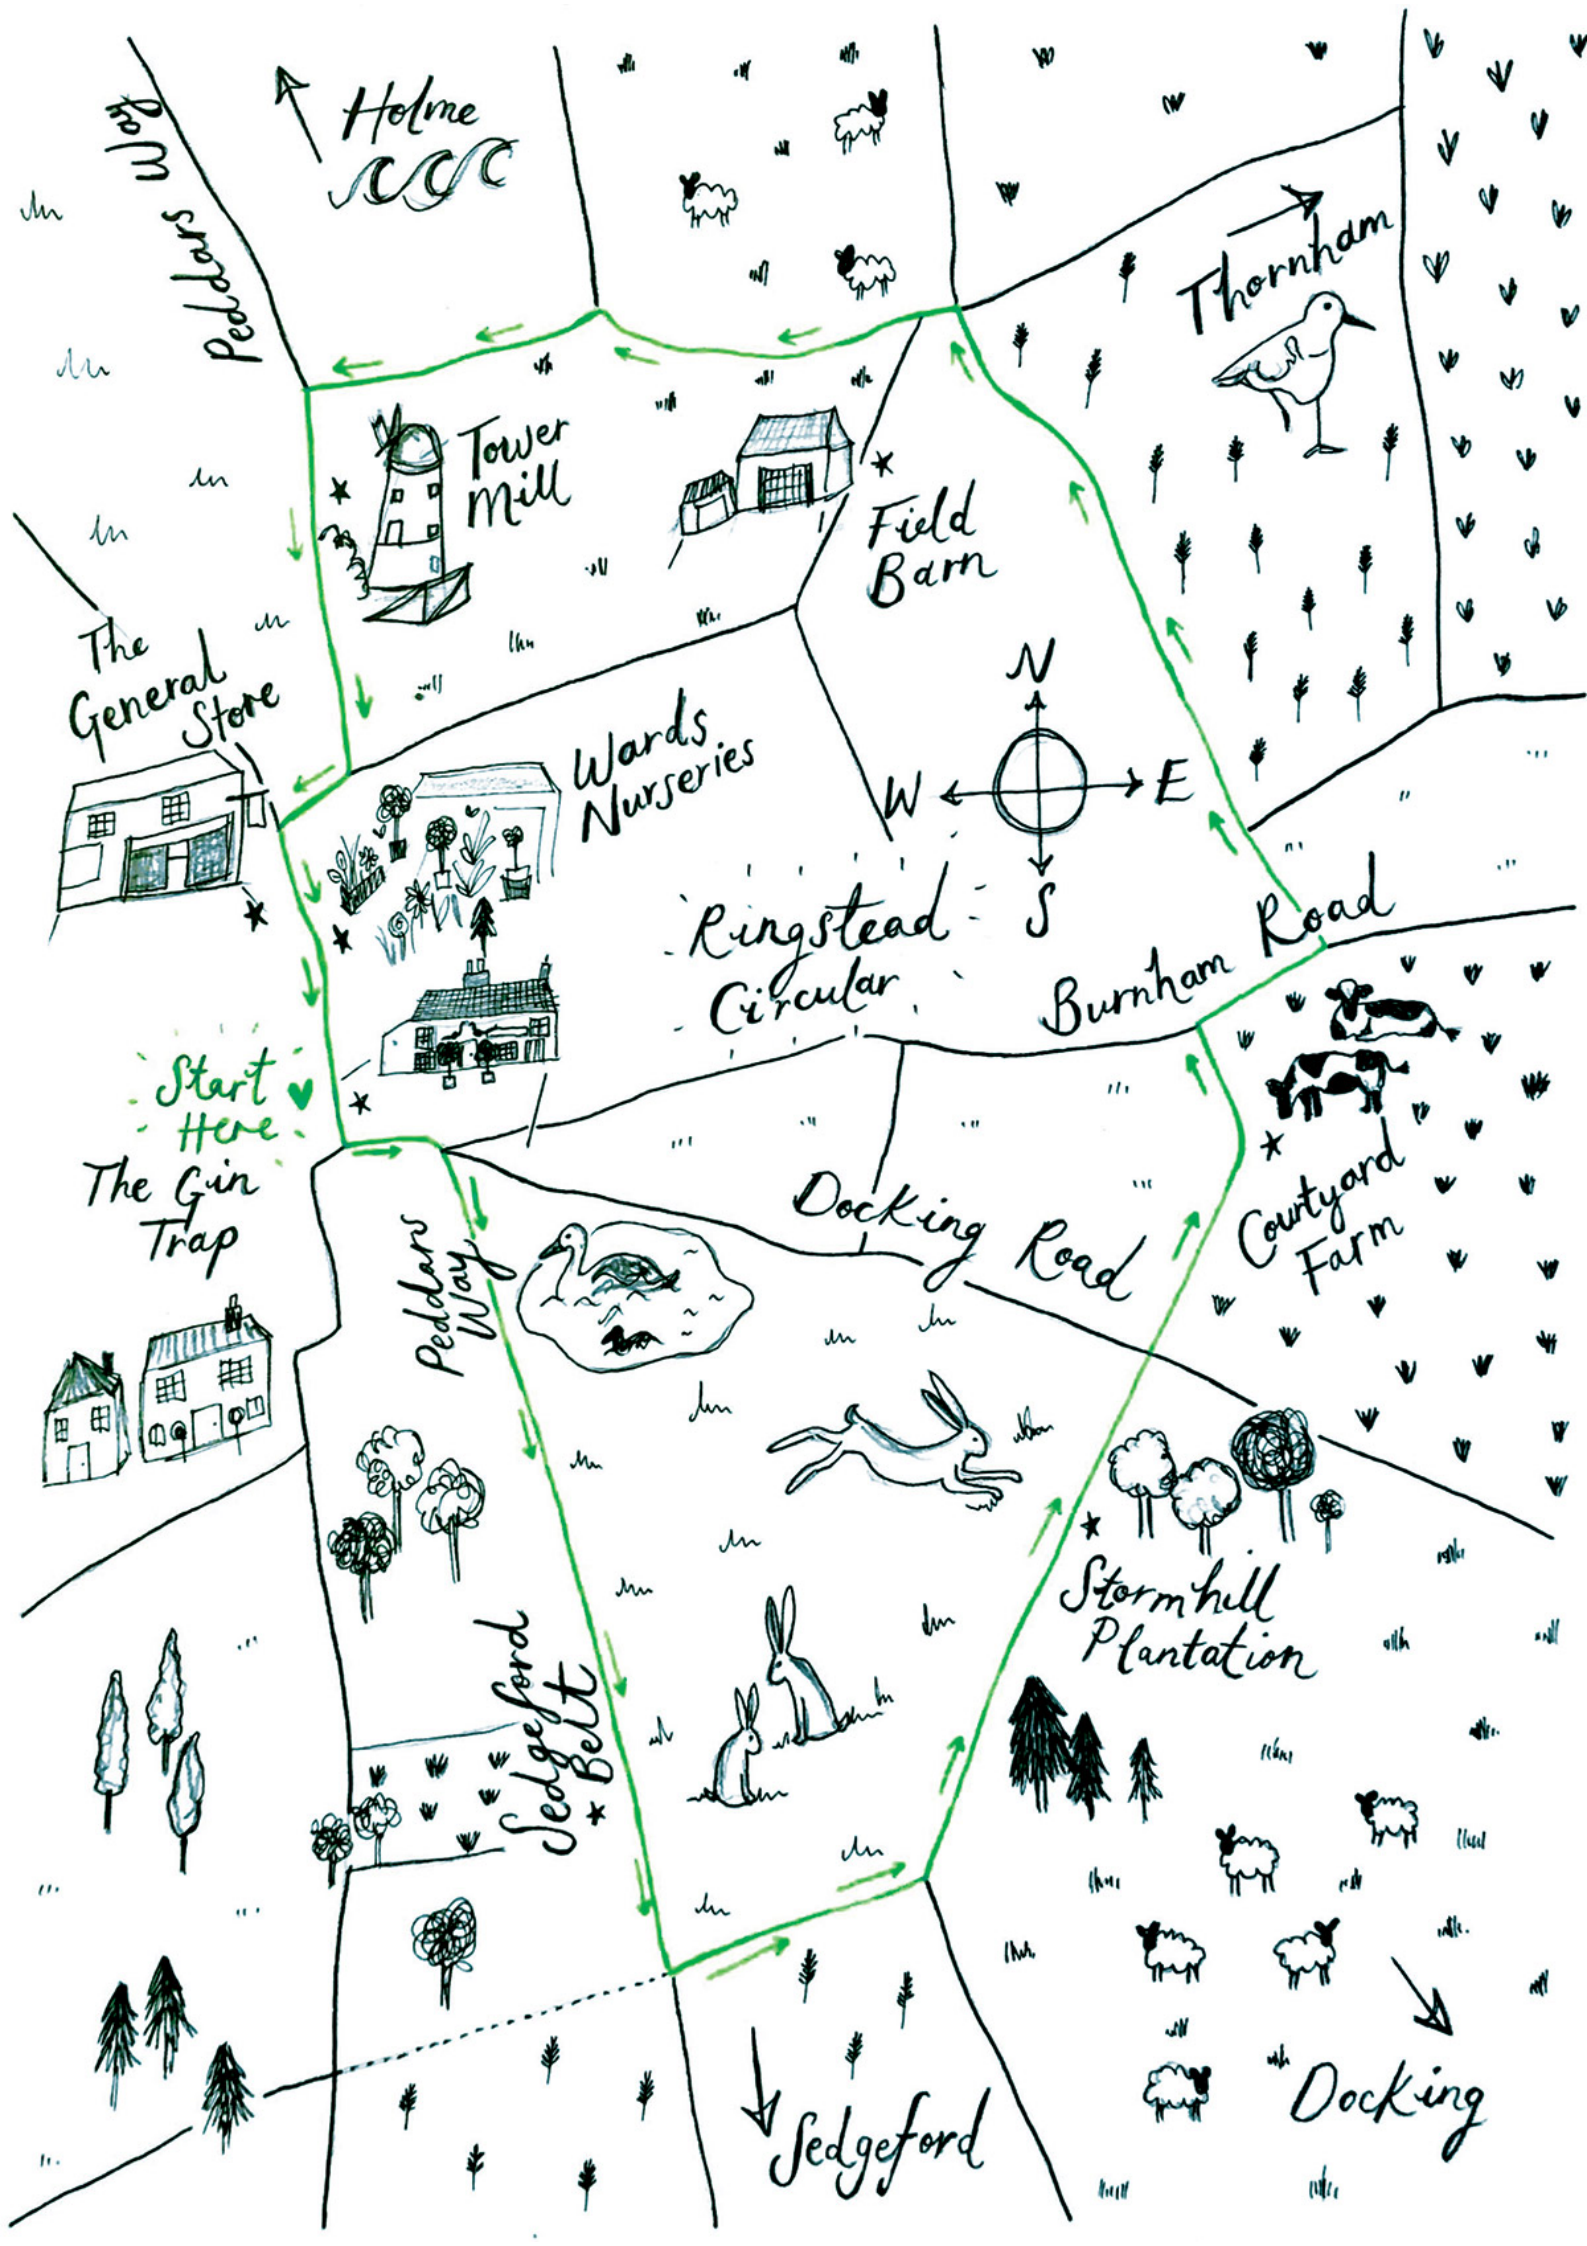 Peddars Way
Holme
Thornham
Tower
Mill
Field
Barn
The
General
Store
Wards
Nurseries
N
W
E
S
Ringstead
Circular
Burnham Road
Start
Here
The Gin
Trap
Docking Road
Courtyard
Farm
Peddars
Way
Stormhill
Plantation
Sedgeford
Belt
Docking
Sedgeford